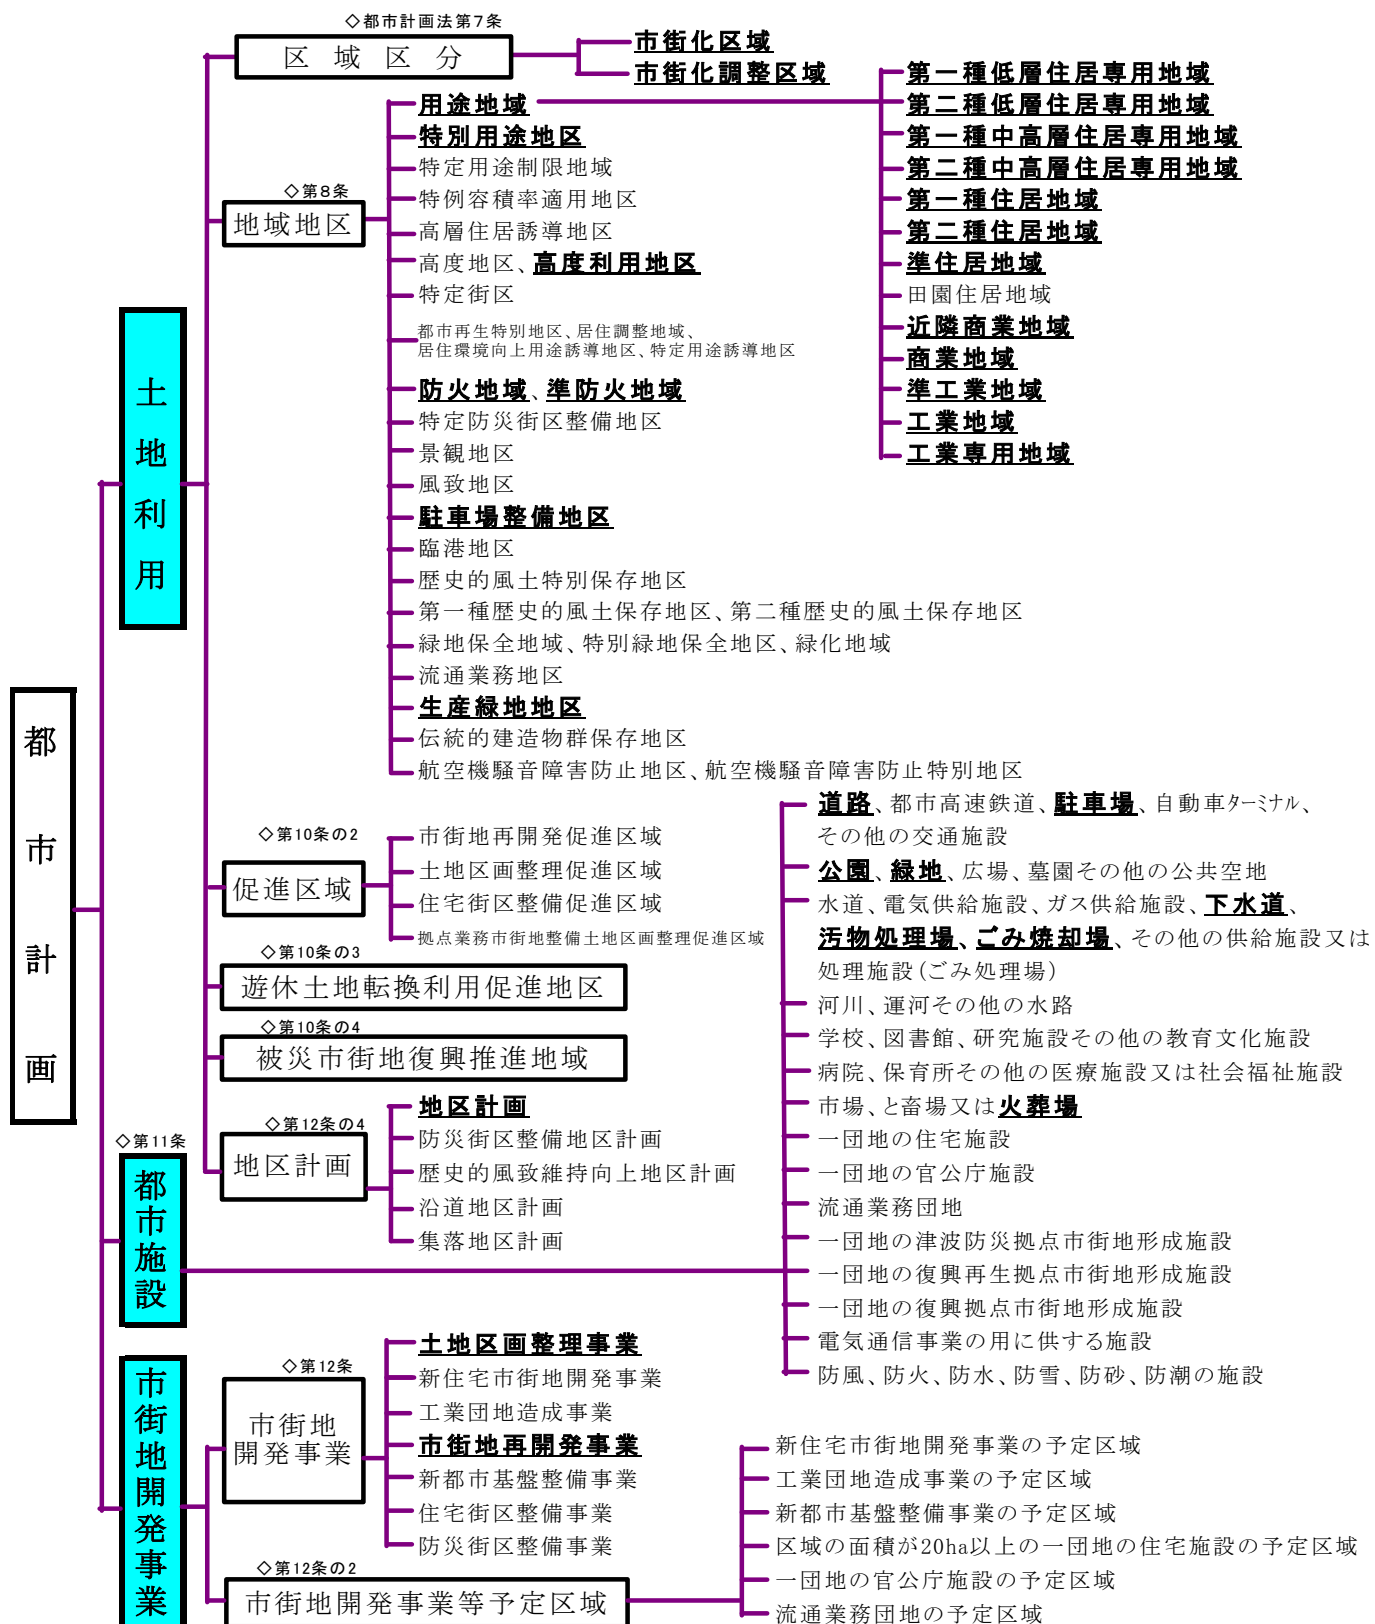 ◇都市計画法第7条
区域区分
市街化区域
市街化調整区域
◇第8条
地域地区
用途地域
特別用途地区
特定用途制限地域
特例容積率適用地区
高層住居誘導地区
高度地区、高度利用地区
特定街区
都市再生特別地区、居住調整地域、
居住環境向上用途誘導地区、特定用途誘導地区
防火地域、準防火地域
特定防災街区整備地区
景観地区
風致地区
駐車場整備地区
臨港地区
歴史的風土特別保存地区
第一種歴史的風土保存地区、第二種歴史的風土保存地区
緑地保全地域、特別緑地保全地区、緑化地域
流通業務地区
生産緑地地区
伝統的建造物群保存地区
航空機騒音障害防止地区、航空機騒音障害防止特別地区
第一種低層住居専用地域
第二種低層住居専用地域
第一種中高層住居専用地域
第二種中高層住居専用地域
第一種住居地域
第二種住居地域
準住居地域
田園住居地域
近隣商業地域
商業地域
準工業地域
工業地域
工業専用地域
土地利用
都市計画
◇第10条の2
促進区域
市街地再開発促進区域
土地区画整理促進区域
住宅街区整備促進区域
拠点業務市街地整備土地区画整理促進区域
◇第10条の3
遊休土地転換利用促進地区
◇第10条の4
被災市街地復興推進地域
◇第12条の4
地区計画
地区計画
防災街区整備地区計画
歴史的風致維持向上地区計画
沿道地区計画
集落地区計画
◇第11条
都市施設
道路、都市高速鉄道、駐車場、自動車ターミナル、
その他の交通施設
公園、緑地、広場、墓園その他の公共空地
水道、電気供給施設、ガス供給施設、下水道、
汚物処理場、ごみ焼却場、その他の供給施設又は
処理施設(ごみ処理場)
河川、運河その他の水路
学校、図書館、研究施設その他の教育文化施設
病院、保育所その他の医療施設又は社会福祉施設
市場、と畜場又は火葬場
一団地の住宅施設
一団地の官公庁施設
流通業務団地
一団地の津波防災拠点市街地形成施設
一団地の復興再生拠点市街地形成施設
一団地の復興拠点市街地形成施設
電気通信事業の用に供する施設
防風、防火、防水、防雪、防砂、防潮の施設
市街地開発事業
◇第12条
市街地
開発事業
土地区画整理事業
新住宅市街地開発事業
工業団地造成事業
市街地再開発事業
新都市基盤整備事業
住宅街区整備事業
防災街区整備事業
◇第12条の2
市街地開発事業等予定区域
新住宅市街地開発事業の予定区域
工業団地造成事業の予定区域
新都市基盤整備事業の予定区域
区域の面積が20ha以上の一団地の住宅施設の予定区域
一団地の官公庁施設の予定区域
流通業務団地の予定区域